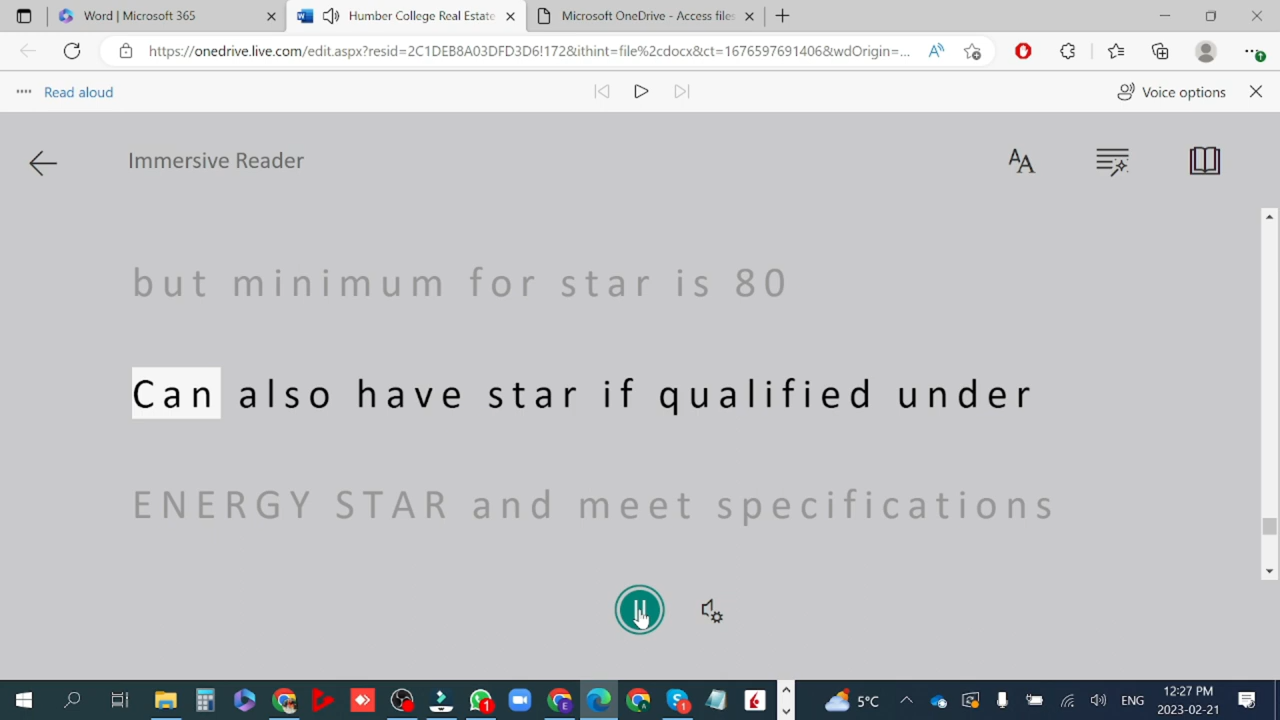 Word | Microsoft 365
Humber College Real Estate
Microsoft OneDrive - Access files
https://onedrive.live.com/edit.aspx?resid=2C1DEB8A03DFD3D6!172&ithint=file%2cdocx&ct=1676597691406&wdOrigin=...
Read aloud
Voice options
Immersive Reader
but minimum for star is 80
Can also have star if qualified under
ENERGY STAR and meet specifications
5°C
ENG
12:27 PM
2023-02-21